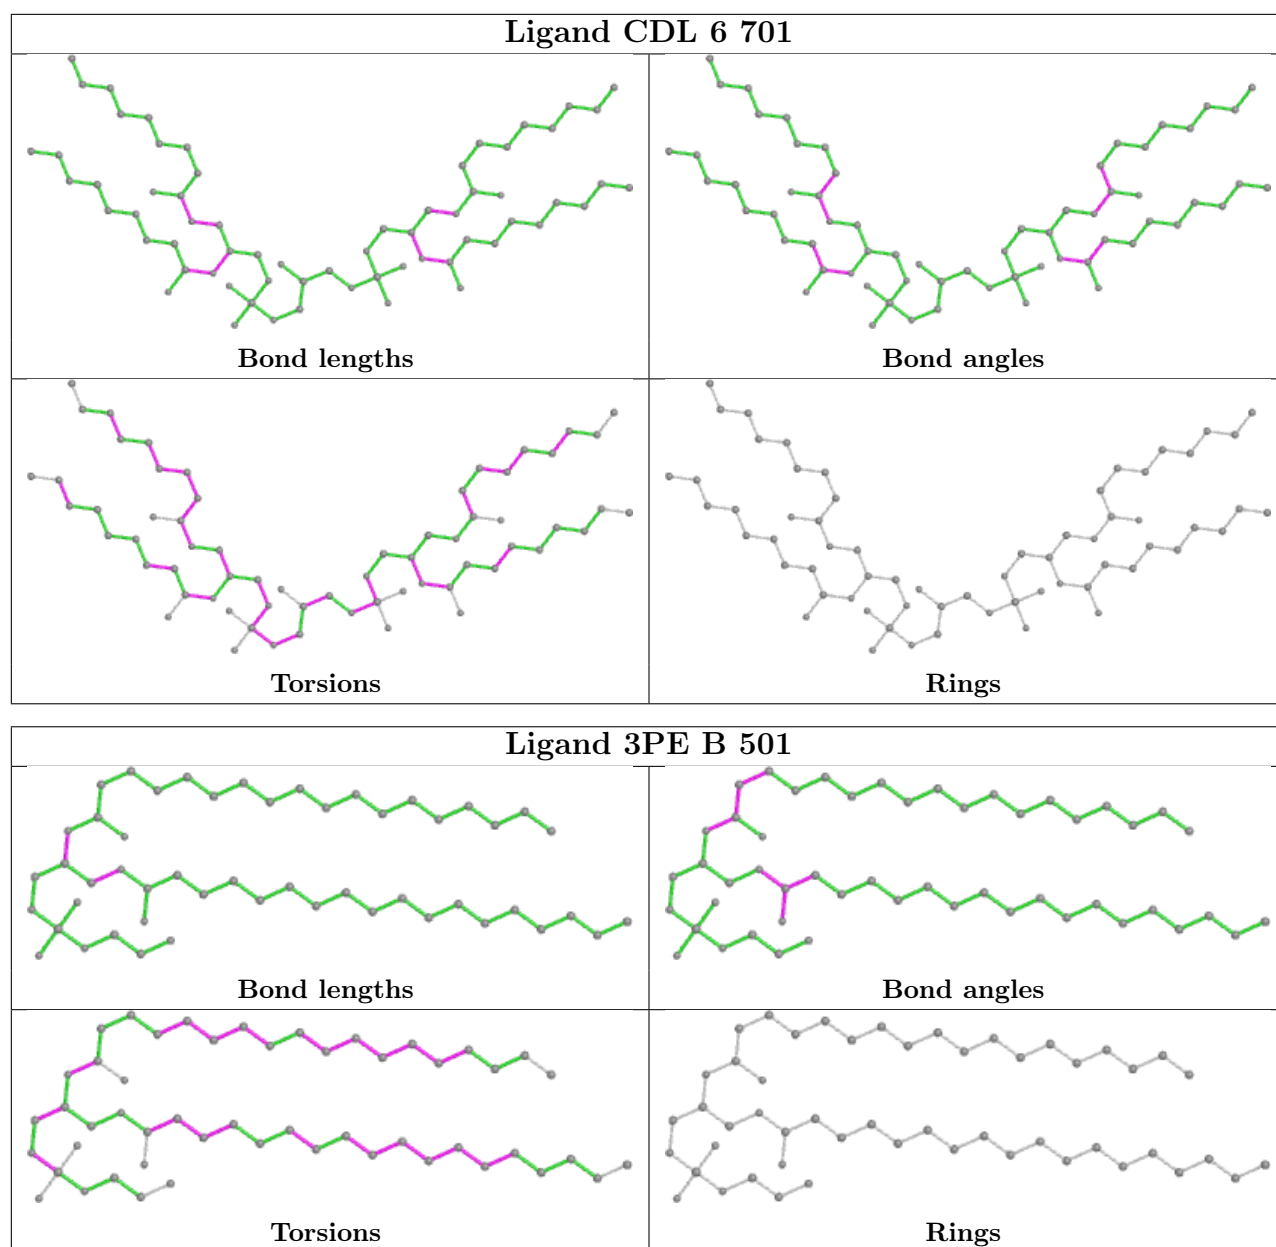 Ligand CDL 6 701
Bond lengths
Bond angles
Torsions
Rings
Ligand 3PE B 501
Bond lengths
Bond angles
Torsions
Rings